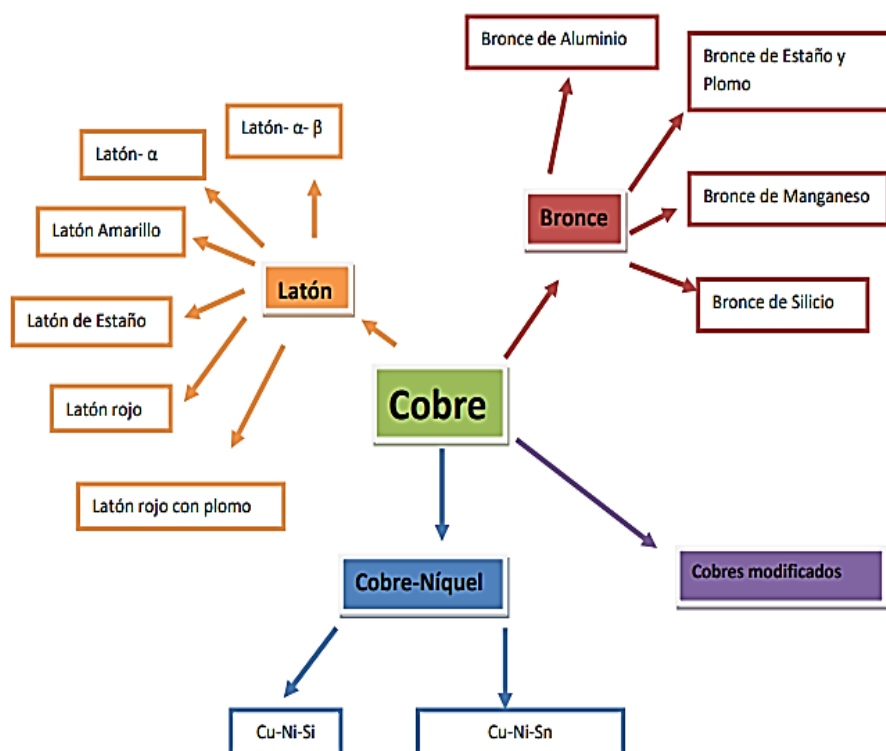 Bronce de Aluminio
Bronce de Estaño y
Plomo
Latón- α- β
Latón- α
Bronce de Manganeso
Bronce
Latón Amarillo
Latón
Latón de Estaño
Bronce de Silicio
Cobre
Latón rojo
Latón rojo con plomo
Cobre-Níquel
Cobres modificados
Cu-Ni-Si
Cu-Ni-Sn